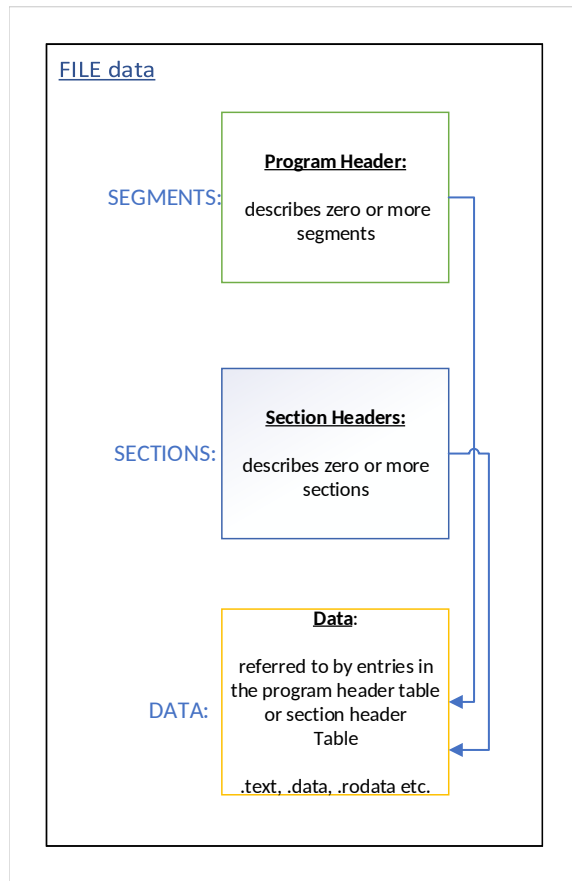 FILE data
SEGMENTS:
Program Header:
describes zero or more
segments
SECTIONS:
Section Headers:
describes zero or more
sections
DATA:
Data:
referred to by entries in
the program header table
or section header
Table
.text, .data, .rodata etc.